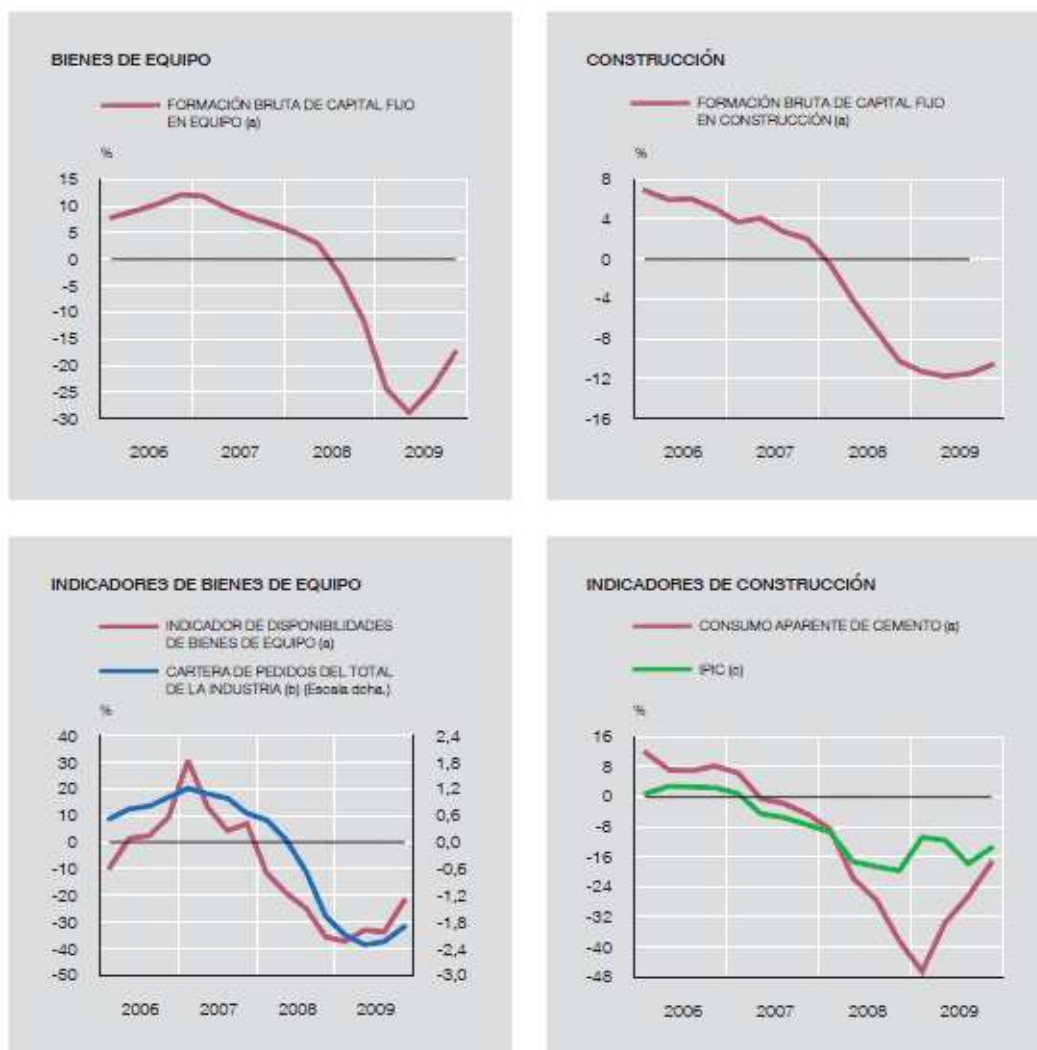 BIENES DE EQUIPO
FORMACIÓN BRUTA DE CAPITAL FIJO
EN EQUIPO (a)
%
15
10
5
0
-5
-10
-15
-20
-25
-30
2006 2007 2008 2009
CONSTRUCCIÓN
FORMACIÓN BRUTA DE CAPITAL FIJO
EN CONSTRUCCIÓN (a)
%
8
4
0
-4
-8
-12
-16
2006 2007 2008 2009
INDICADORES DE BIENES DE EQUIPO
INDICADOR DE DISPONIBILIDADES
DE BIENES DE EQUIPO (a)
CARTERA DE PEDIDOS DEL TOTAL
DE LA INDUSTRIA (b) (Escala dcha.)
%
40 2,4
30 1,8
20 1,2
10 0,6
0 0,0
-10 -0,6
-20 -1,2
-30 -1,8
-40 -2,4
-50 -3,0
2006 2007 2008 2009
INDICADORES DE CONSTRUCCIÓN
CONSUMO APARENTE DE CEMENTO (a)
IPIC (c)
%
16
8
0
-8
-16
-24
-32
-40
-48
2006 2007 2008 2009